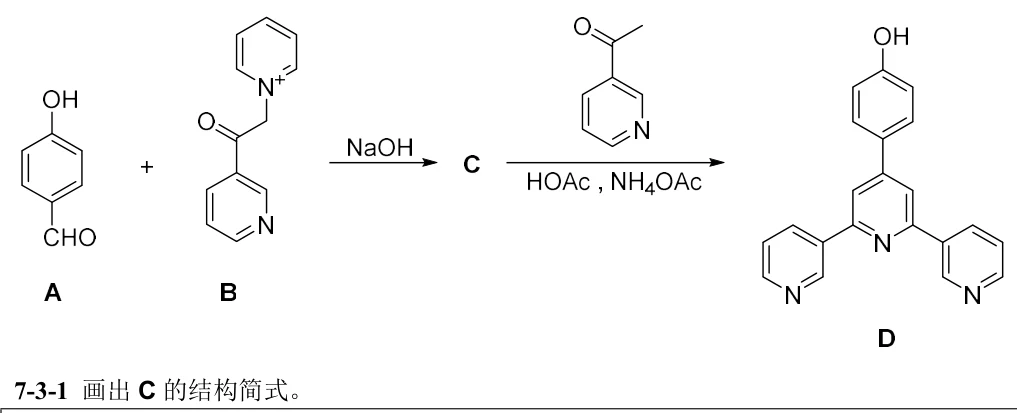 OH
N+
O
CHO
N
A
+
B
NaOH
C
O
N
HOAc , NH4OAc
OH
N
N
N
D
7-3-1 画出 C 的结构简式。